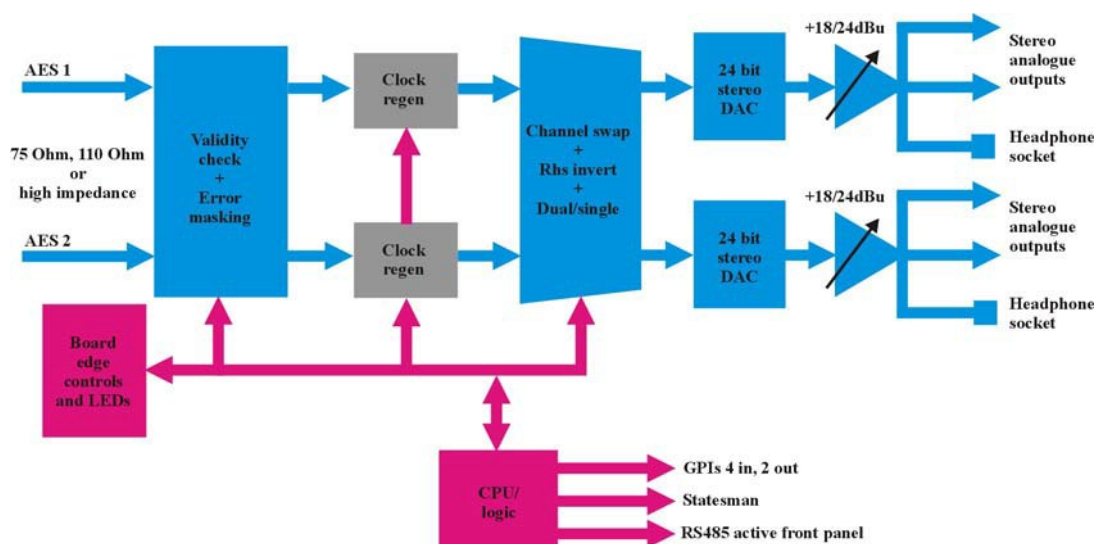 AES 1
75 Ohm, 110 Ohm
or
high impedance
AES 2
Validity
check
+
Error
masking
Clock
regen
Clock
regen
Channel swap
+
Rhs invert
+
Dual/single
24 bit
stereo
DAC
+18/24dBu
Stereo
analogue
outputs
Headphone
socket
24 bit
stereo
DAC
+18/24dBu
Stereo
analogue
outputs
Headphone
socket
Board
edge
controls
and LEDs
CPU/
logic
GPIs 4 in, 2 out
Statesman
RS485 active front panel